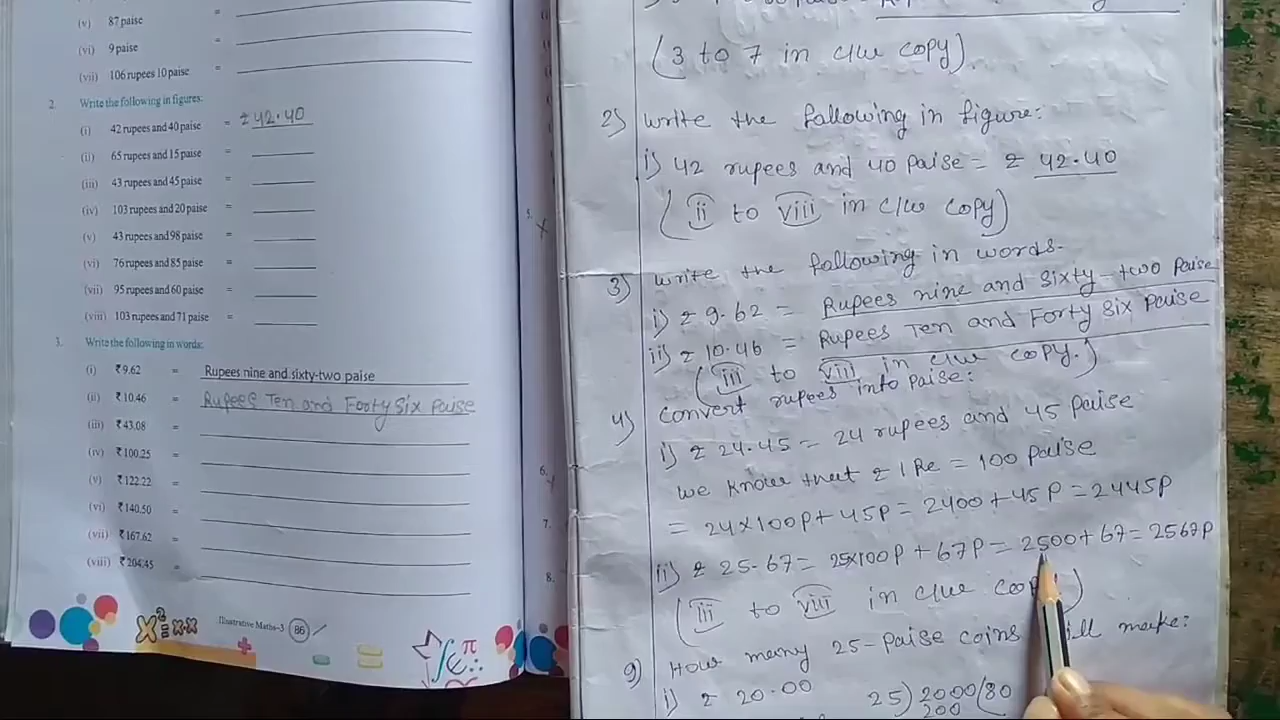 (v) 87 paise =
(vi) 9 paise =
(vii) 106 rupees 10 paise =
2. Write the following in figures:
(i) 42 rupees and 40 paise = ₹ 42.40
(ii) 65 rupees and 15 paise =
(iii) 43 rupees and 45 paise =
(iv) 103 rupees and 20 paise =
(v) 43 rupees and 98 paise =
(vi) 76 rupees and 85 paise =
(vii) 95 rupees and 60 paise =
(viii) 103 rupees and 71 paise =
3. Write the following in words:
(i) ₹ 9.62 = Rupees nine and sixty-two paise
(ii) ₹ 10.46 = Rupees Ten and Forty Six Paise
(iii) ₹ 43.08 =
(iv) ₹ 100.25 =
(v) ₹ 122.22 =
(vi) ₹ 140.50 =
(vii) ₹ 167.62 =
(viii) ₹ 204.45 =
Illustrative Maths-3 86
5.
6.
7.
8.
(3 to 7 in c/w copy).
2) Write the following in figure:
i) 42 rupees and 40 Paise = ₹ 42.40
(ii to viii in c/w copy)
3) Write the following in words.
i) ₹ 9.62 = Rupees nine and Sixty-two Paise
ii) ₹ 10.46 = Rupees Ten and Forty Six Paise
(iii to viii in c/w copy.)
4) Convert rupees into paise:
i) ₹ 24.45 = 24 rupees and 45 Paise
We know that ₹ 1 Re = 100 Paise
= 24×100P + 45P = 2400 + 45P = 2445P
ii) ₹ 25.67 = 25×100P + 67P = 2500 + 67 = 2567P
(iii to viii in c/w
9) How many 25-Paise coins will make:
i) ₹ 20.00 25)2000(80
200